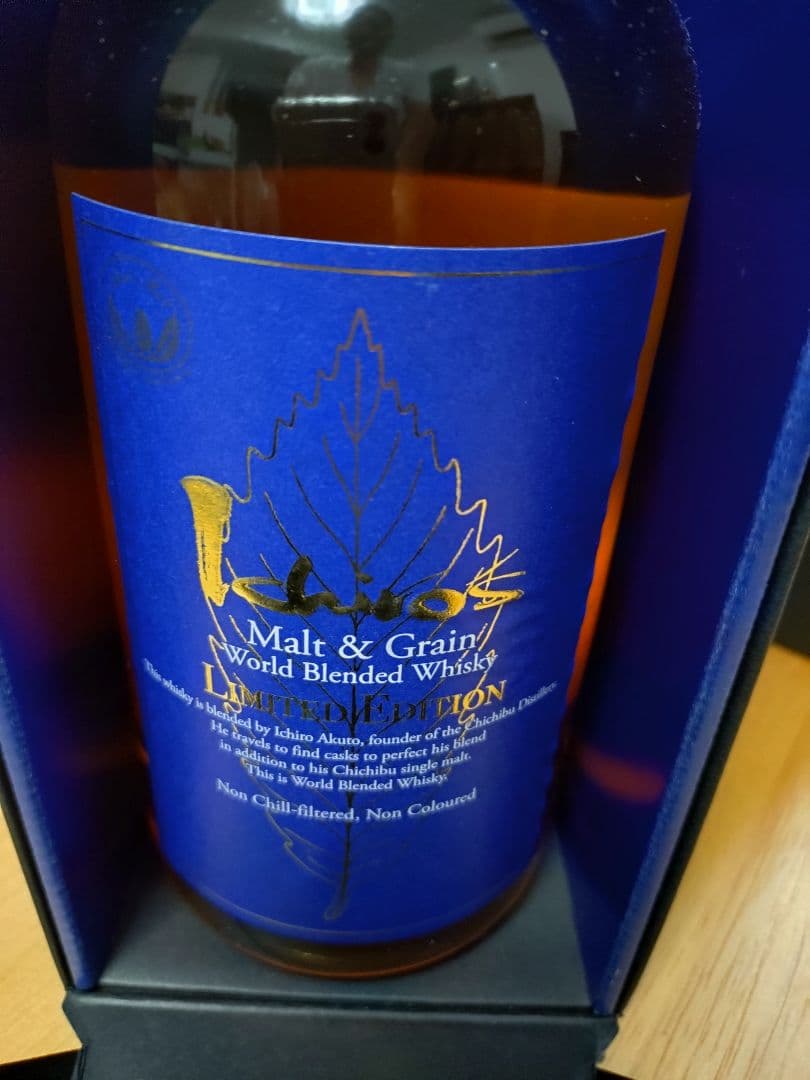 Ichiro's
Malt & Grain
World Blended Whisky
LIMITED EDITION
This whisky is blended by Ichiro Akuto, founder of the Chichibu Distillery.
He travels to find casks to perfect his blend
in addition to his Chichibu single malt.
This is World Blended Whisky.
Non Chill-filtered, Non Coloured